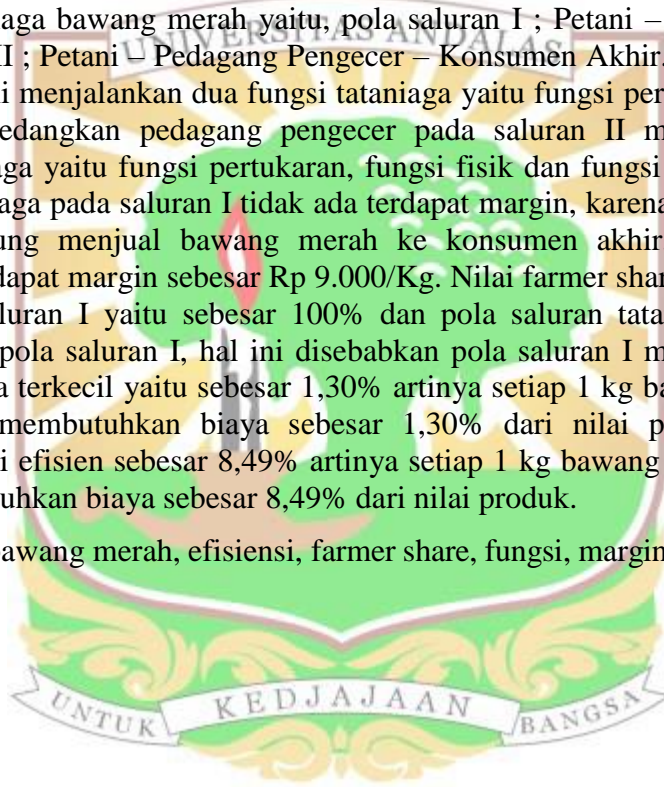 aga bawang merah yaitu, pola saluran I ; Petani –
UNIVERSITAS ANDALAS
II ; Petani – Pedagang Pengecer – Konsumen Akhir.
i menjalankan dua fungsi tataniaga yaitu fungsi per
edangkan pedagang pengecer pada saluran II m
aga yaitu fungsi pertukaran, fungsi fisik dan fungsi
aga pada saluran I tidak ada terdapat margin, karena
ung menjual bawang merah ke konsumen akhir
dapat margin sebesar Rp 9.000/Kg. Nilai farmer shar
luran I yaitu sebesar 100% dan pola saluran tata
pola saluran I, hal ini disebabkan pola saluran I m
a terkecil yaitu sebesar 1,30% artinya setiap 1 kg ba
membutuhkan biaya sebesar 1,30% dari nilai p
i efisien sebesar 8,49% artinya setiap 1 kg bawang
uhkan biaya sebesar 8,49% dari nilai produk.
bawang merah, efisiensi, farmer share, fungsi, margin
UNTUK KEDJAJAAN BANGSA